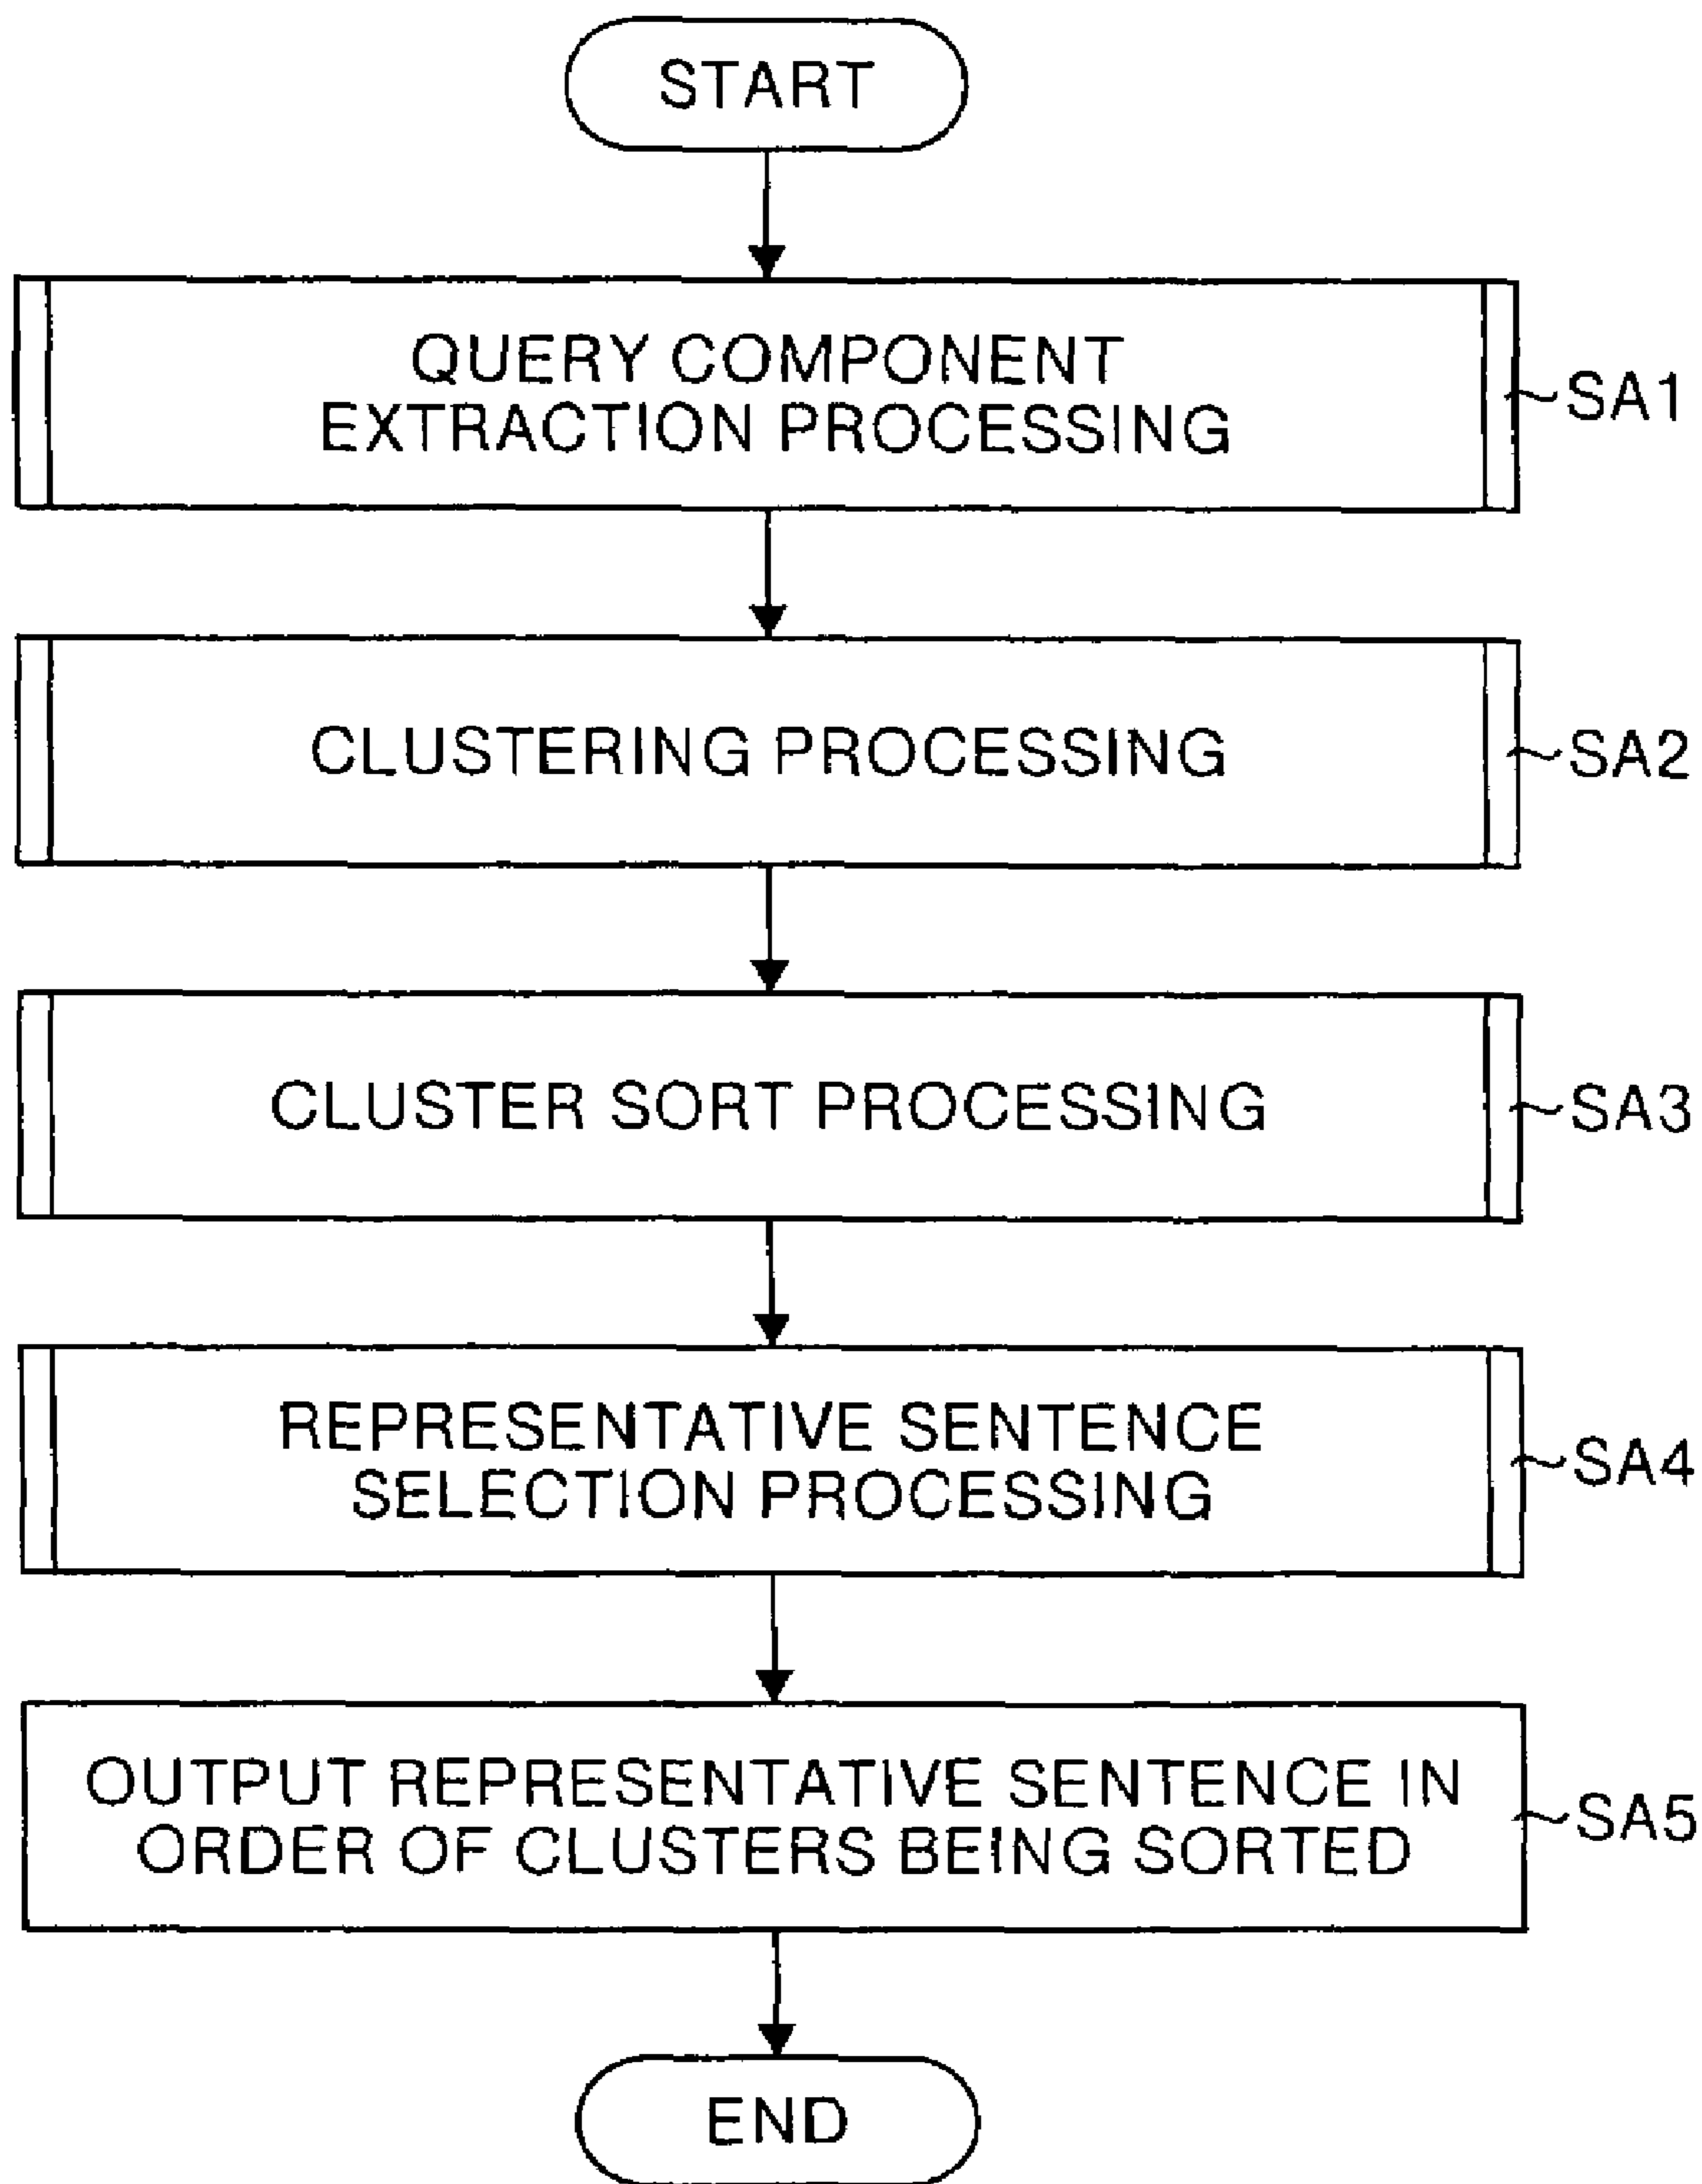 START
QUERY COMPONENT
EXTRACTION PROCESSING
SA1
CLUSTERING PROCESSING
SA2
CLUSTER SORT PROCESSING
SA3
REPRESENTATIVE SENTENCE
SELECTION PROCESSING
SA4
OUTPUT REPRESENTATIVE SENTENCE IN
ORDER OF CLUSTERS BEING SORTED
SA5
END